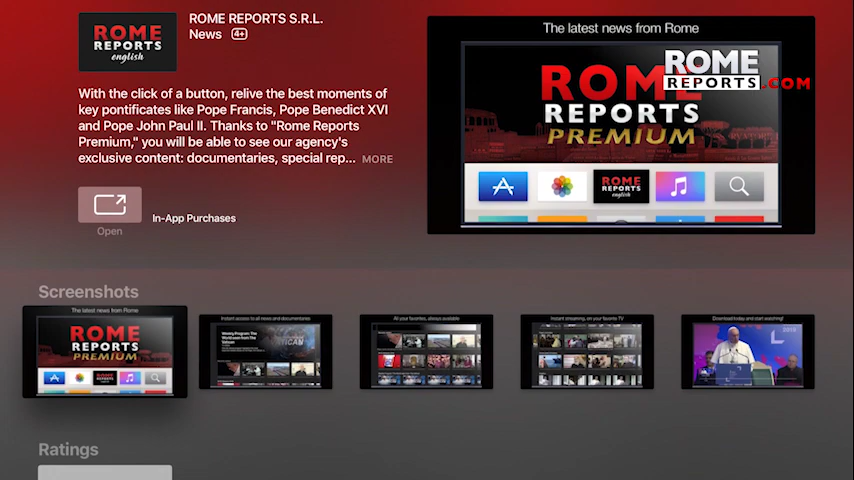 ROME
REPORTS
english
ROME REPORTS S.R.L.
News 4+
With the click of a button, relive the best moments of
key pontificates like Pope Francis, Pope Benedict XVI
and Pope John Paul II. Thanks to "Rome Reports
Premium," you will be able to see our agency's
exclusive content: documentaries, special rep... MORE
Open
In-App Purchases
The latest news from Rome
ROME
REPORTS
PREMIUM
ROME
REPORTS.COM
ROME
REPORTS
english
Screenshots
The latest news from Rome
ROME
REPORTS
PREMIUM
Instant access to all news and documentaries
All your favorites, always available
Instant streaming, on your favorite TV
Download today and start watching!
Ratings